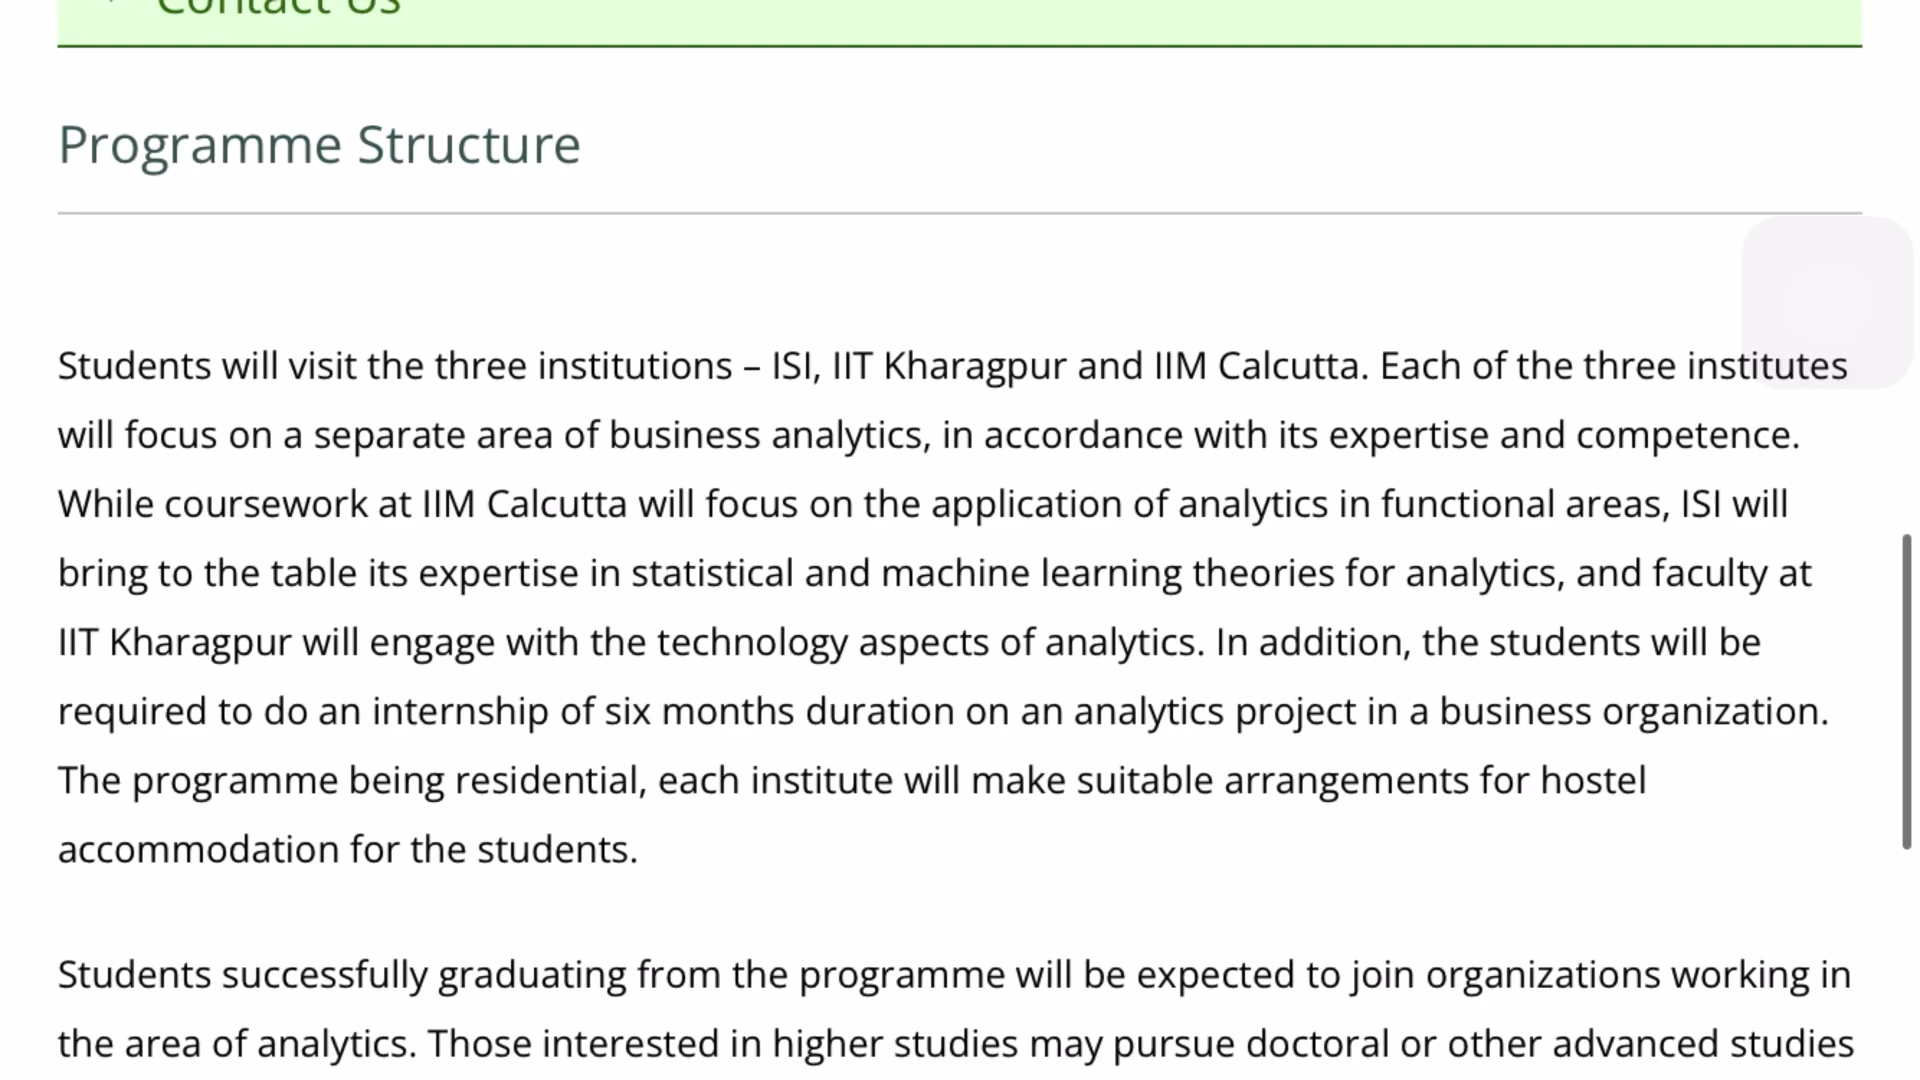 Contact Us
Programme Structure
Students will visit the three institutions – ISI, IIT Kharagpur and IIM Calcutta. Each of the three institutes
will focus on a separate area of business analytics, in accordance with its expertise and competence.
While coursework at IIM Calcutta will focus on the application of analytics in functional areas, ISI will
bring to the table its expertise in statistical and machine learning theories for analytics, and faculty at
IIT Kharagpur will engage with the technology aspects of analytics. In addition, the students will be
required to do an internship of six months duration on an analytics project in a business organization.
The programme being residential, each institute will make suitable arrangements for hostel
accommodation for the students.
Students successfully graduating from the programme will be expected to join organizations working in
the area of analytics. Those interested in higher studies may pursue doctoral or other advanced studies